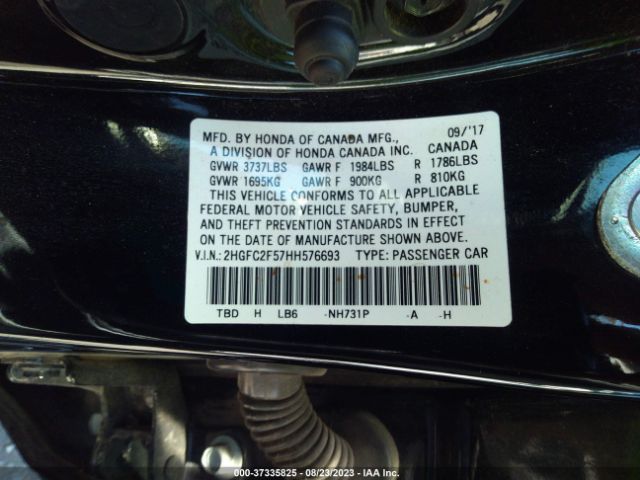 MFD. BY HONDA OF CANADA MFG., 09/'17
A DIVISION OF HONDA CANADA INC. CANADA
GVWR 3737LBS GAWR F 1984LBS R 1786LBS
GVWR 1695KG GAWR F 900KG R 810KG
THIS VEHICLE CONFORMS TO ALL APPLICABLE
FEDERAL MOTOR VEHICLE SAFETY, BUMPER,
AND THEFT PREVENTION STANDARDS IN EFFECT
ON THE DATE OF MANUFACTURE SHOWN ABOVE.
V.I.N.: 2HGFC2F57HH576693 TYPE: PASSENGER CAR
TBD H LB6 -NH731P -A -H
000-37335825 - 08/23/2023 - IAA Inc.